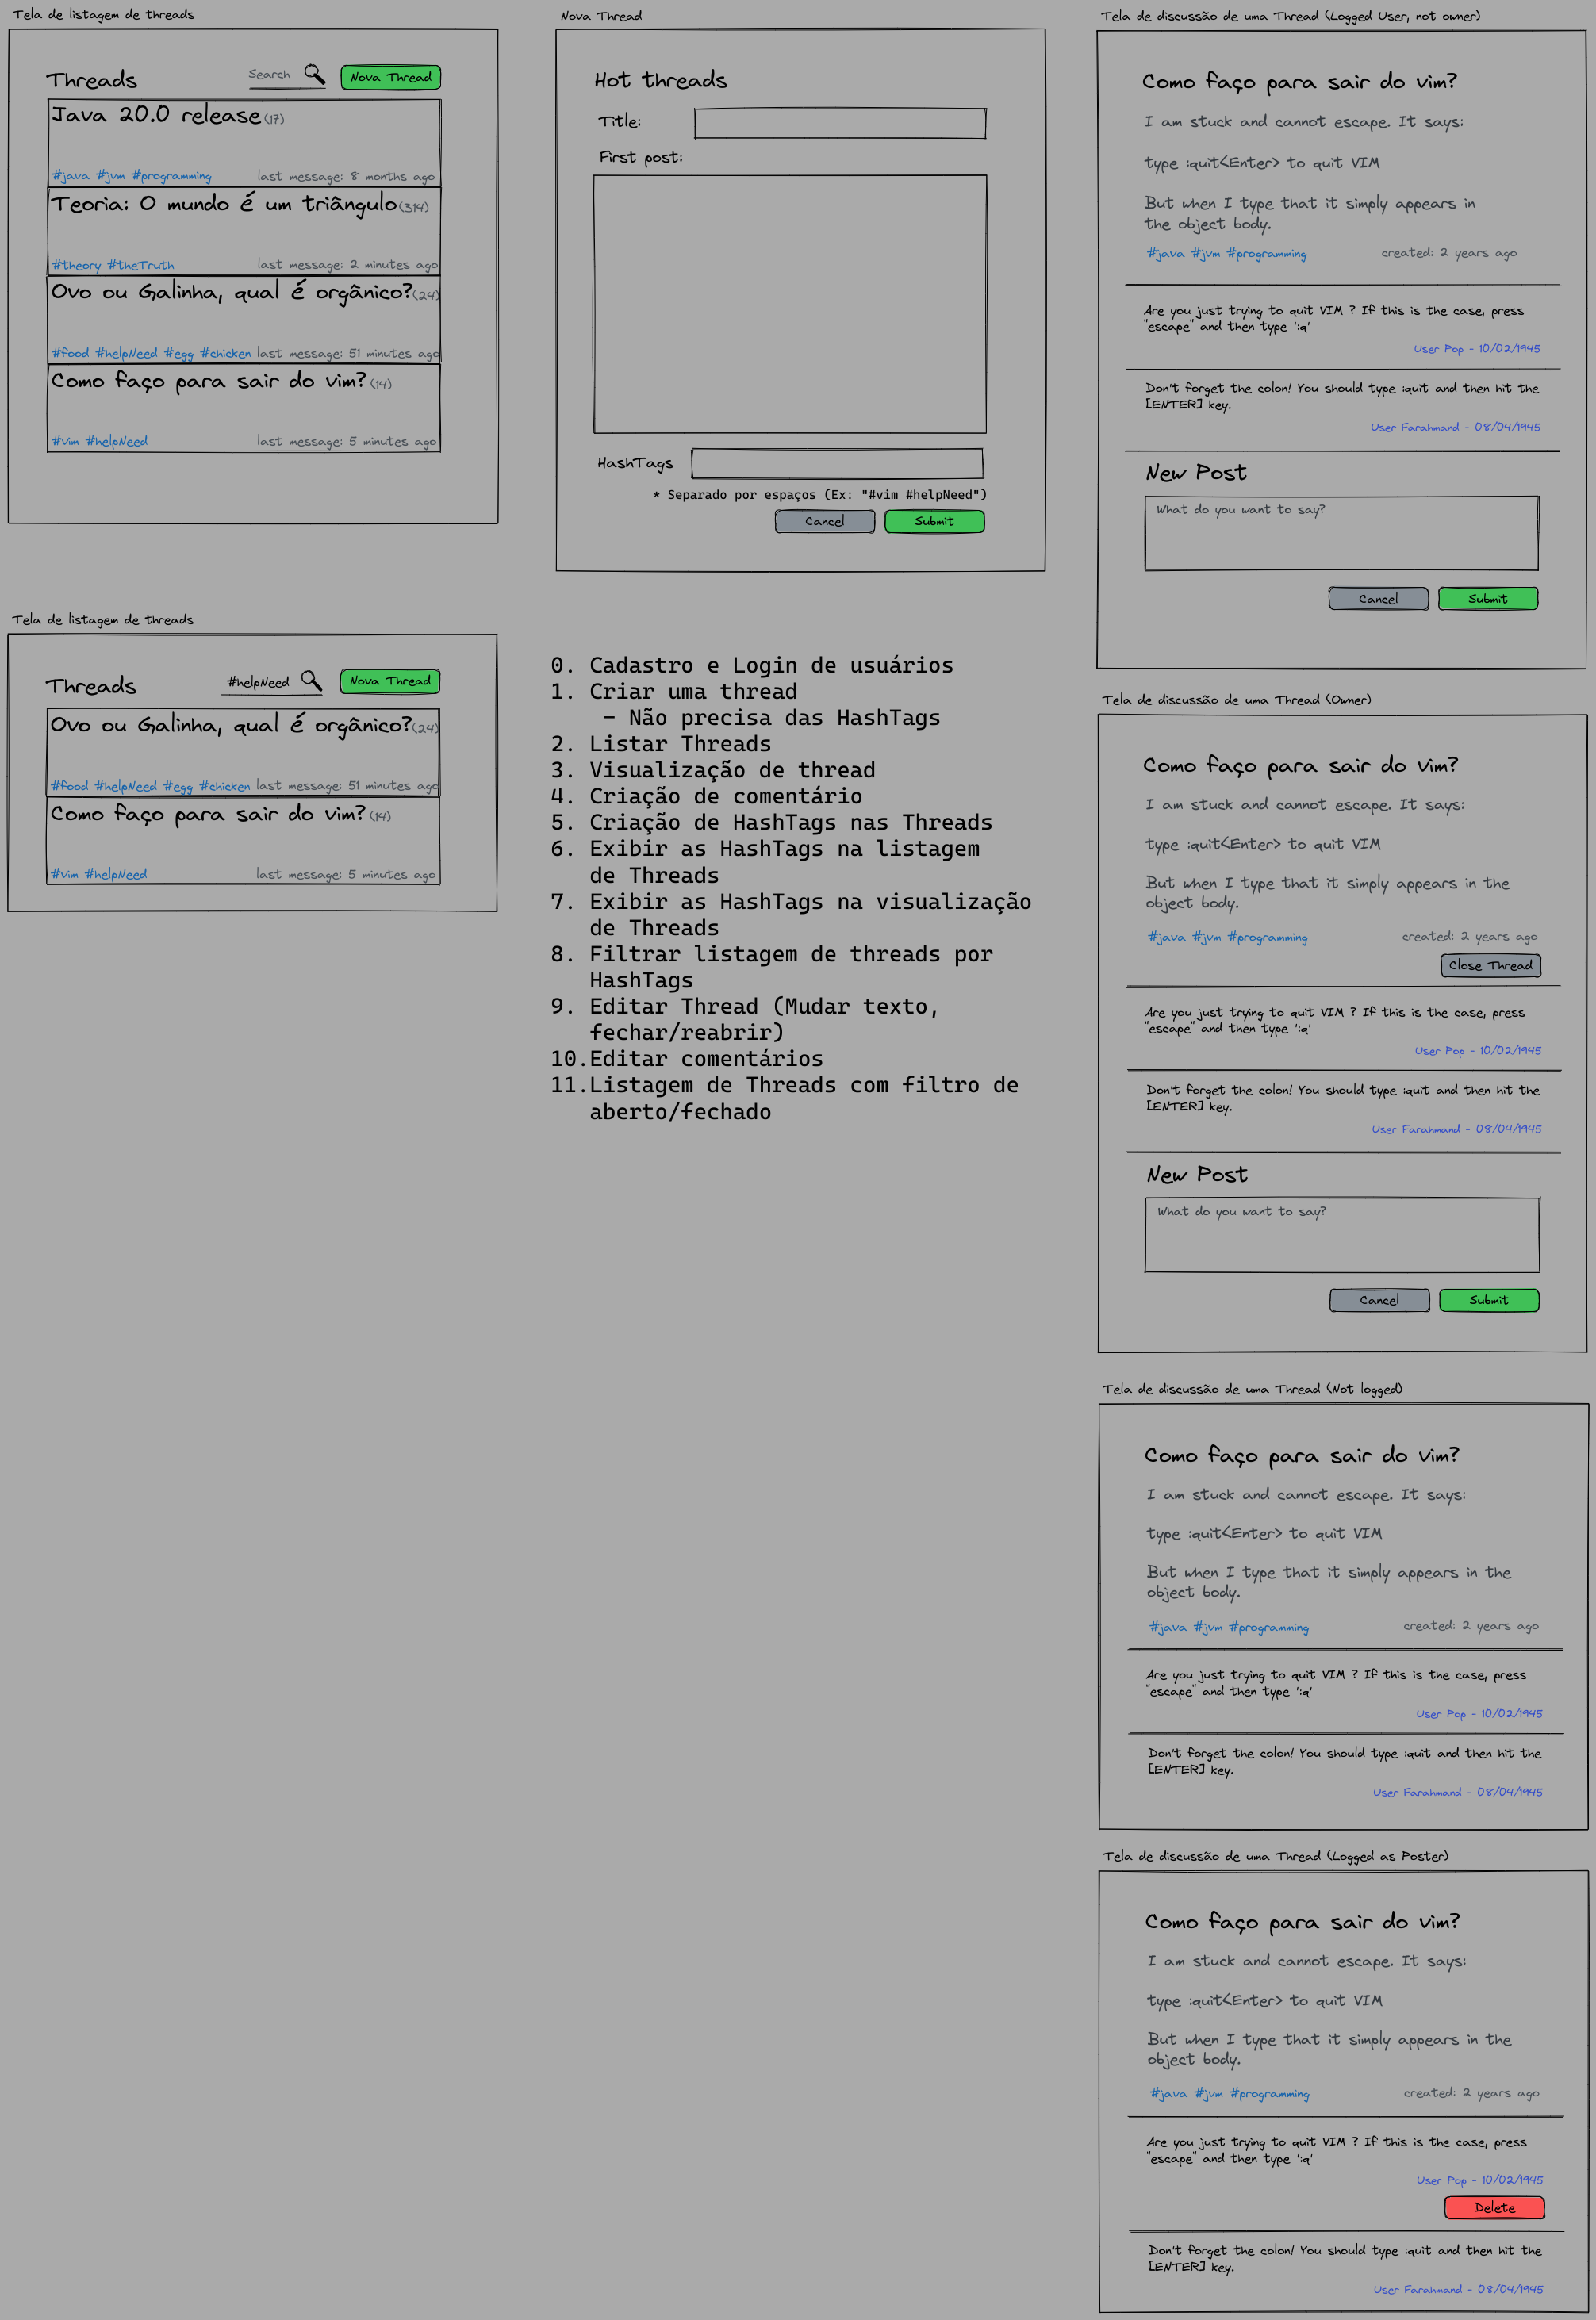 Tela de listagem de threads
Threads
Search
Nova Thread
Java 20.0 release (17)
#java #jvm #programming
last message: 8 months ago
Teoria: O mundo é um triângulo (314)
#theory #theTruth
last message: 2 minutes ago
Ovo ou Galinha, qual é orgânico? (24)
#food #helpNeed #egg #chicken
last message: 51 minutes ago
Como faço para sair do vim? (14)
#vim #helpNeed
last message: 5 minutes ago
Tela de listagem de threads
Threads
#helpNeed
Nova Thread
Ovo ou Galinha, qual é orgânico? (24)
#food #helpNeed #egg #chicken
last message: 51 minutes ago
Como faço para sair do vim? (14)
#vim #helpNeed
last message: 5 minutes ago
Nova Thread
Hot threads
Title:
First post:
HashTags
* Separado por espaços (Ex: "#vim #helpNeed")
Cancel
Submit
0. Cadastro e Login de usuários
1. Criar uma thread
- Não precisa das HashTags
2. Listar Threads
3. Visualização de thread
4. Criação de comentário
5. Criação de HashTags nas Threads
6. Exibir as HashTags na listagem
de Threads
7. Exibir as HashTags na visualização
de Threads
8. Filtrar listagem de threads por
HashTags
9. Editar Thread (Mudar texto,
fechar/reabrir)
10.Editar comentários
11.Listagem de Threads com filtro de
aberto/fechado
Tela de discussão de uma Thread (Logged User, not owner)
Como faço para sair do vim?
I am stuck and cannot escape. It says:
type :quit<Enter> to quit VIM
But when I type that it simply appears in
the object body.
#java #jvm #programming
created: 2 years ago
Are you just trying to quit VIM ? If this is the case, press
"escape" and then type ':q'
User Pop - 10/02/1945
Don't forget the colon! You should type :quit and then hit the
[ENTER] key.
User Farahmand - 08/04/1945
New Post
What do you want to say?
Cancel
Submit
Tela de discussão de uma Thread (Owner)
Como faço para sair do vim?
I am stuck and cannot escape. It says:
type :quit<Enter> to quit VIM
But when I type that it simply appears in the
object body.
#java #jvm #programming
created: 2 years ago
Close Thread
Are you just trying to quit VIM ? If this is the case, press
"escape" and then type ':q'
User Pop - 10/02/1945
Don't forget the colon! You should type :quit and then hit the
[ENTER] key.
User Farahmand - 08/04/1945
New Post
What do you want to say?
Cancel
Submit
Tela de discussão de uma Thread (Not logged)
Como faço para sair do vim?
I am stuck and cannot escape. It says:
type :quit<Enter> to quit VIM
But when I type that it simply appears in the
object body.
#java #jvm #programming
created: 2 years ago
Are you just trying to quit VIM ? If this is the case, press
"escape" and then type ':q'
User Pop - 10/02/1945
Don't forget the colon! You should type :quit and then hit the
[ENTER] key.
User Farahmand - 08/04/1945
Tela de discussão de uma Thread (Logged as Poster)
Como faço para sair do vim?
I am stuck and cannot escape. It says:
type :quit<Enter> to quit VIM
But when I type that it simply appears in the
object body.
#java #jvm #programming
created: 2 years ago
Are you just trying to quit VIM ? If this is the case, press
"escape" and then type ':q'
User Pop - 10/02/1945
Delete
Don't forget the colon! You should type :quit and then hit the
[ENTER] key.
User Farahmand - 08/04/1945